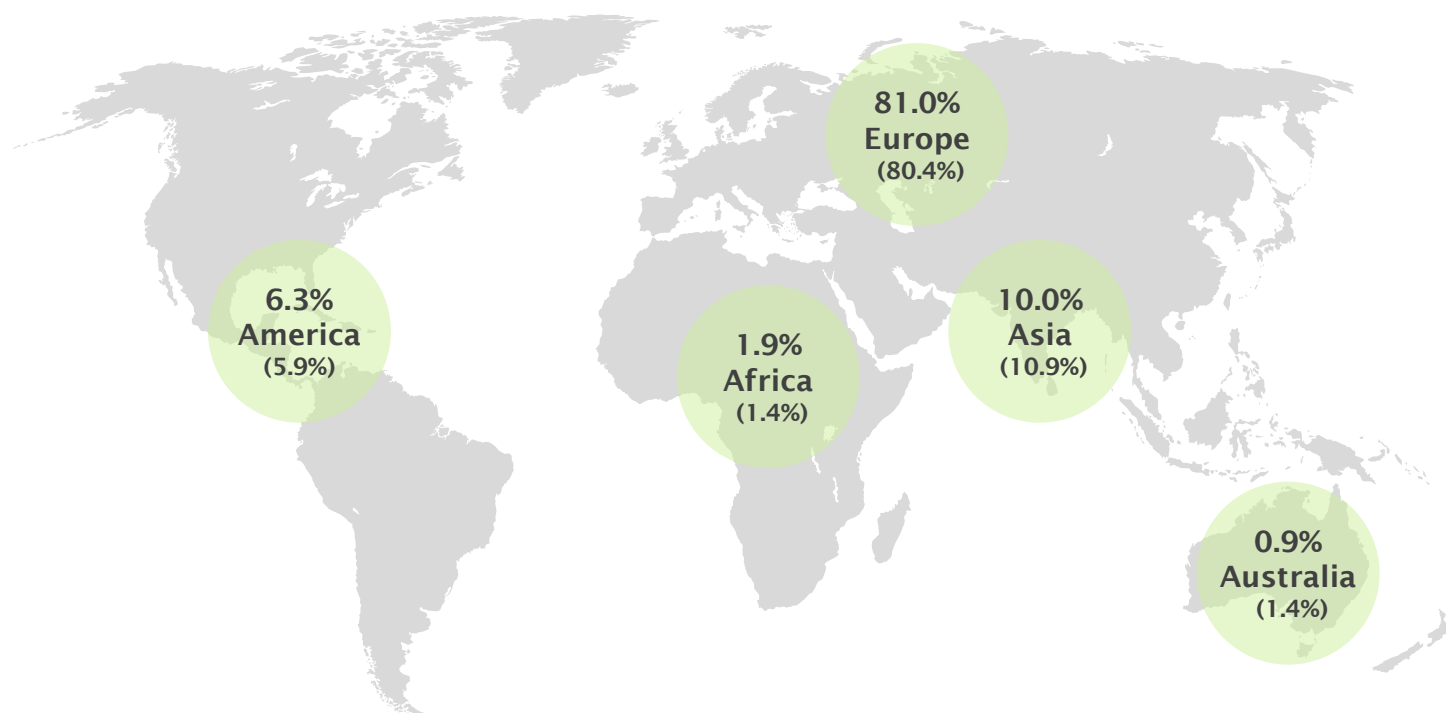 81.0%
Europe
(80.4%)
6.3%
America
(5.9%)
10.0%
Asia
(10.9%)
1.9%
Africa
(1.4%)
0.9%
Australia
(1.4%)